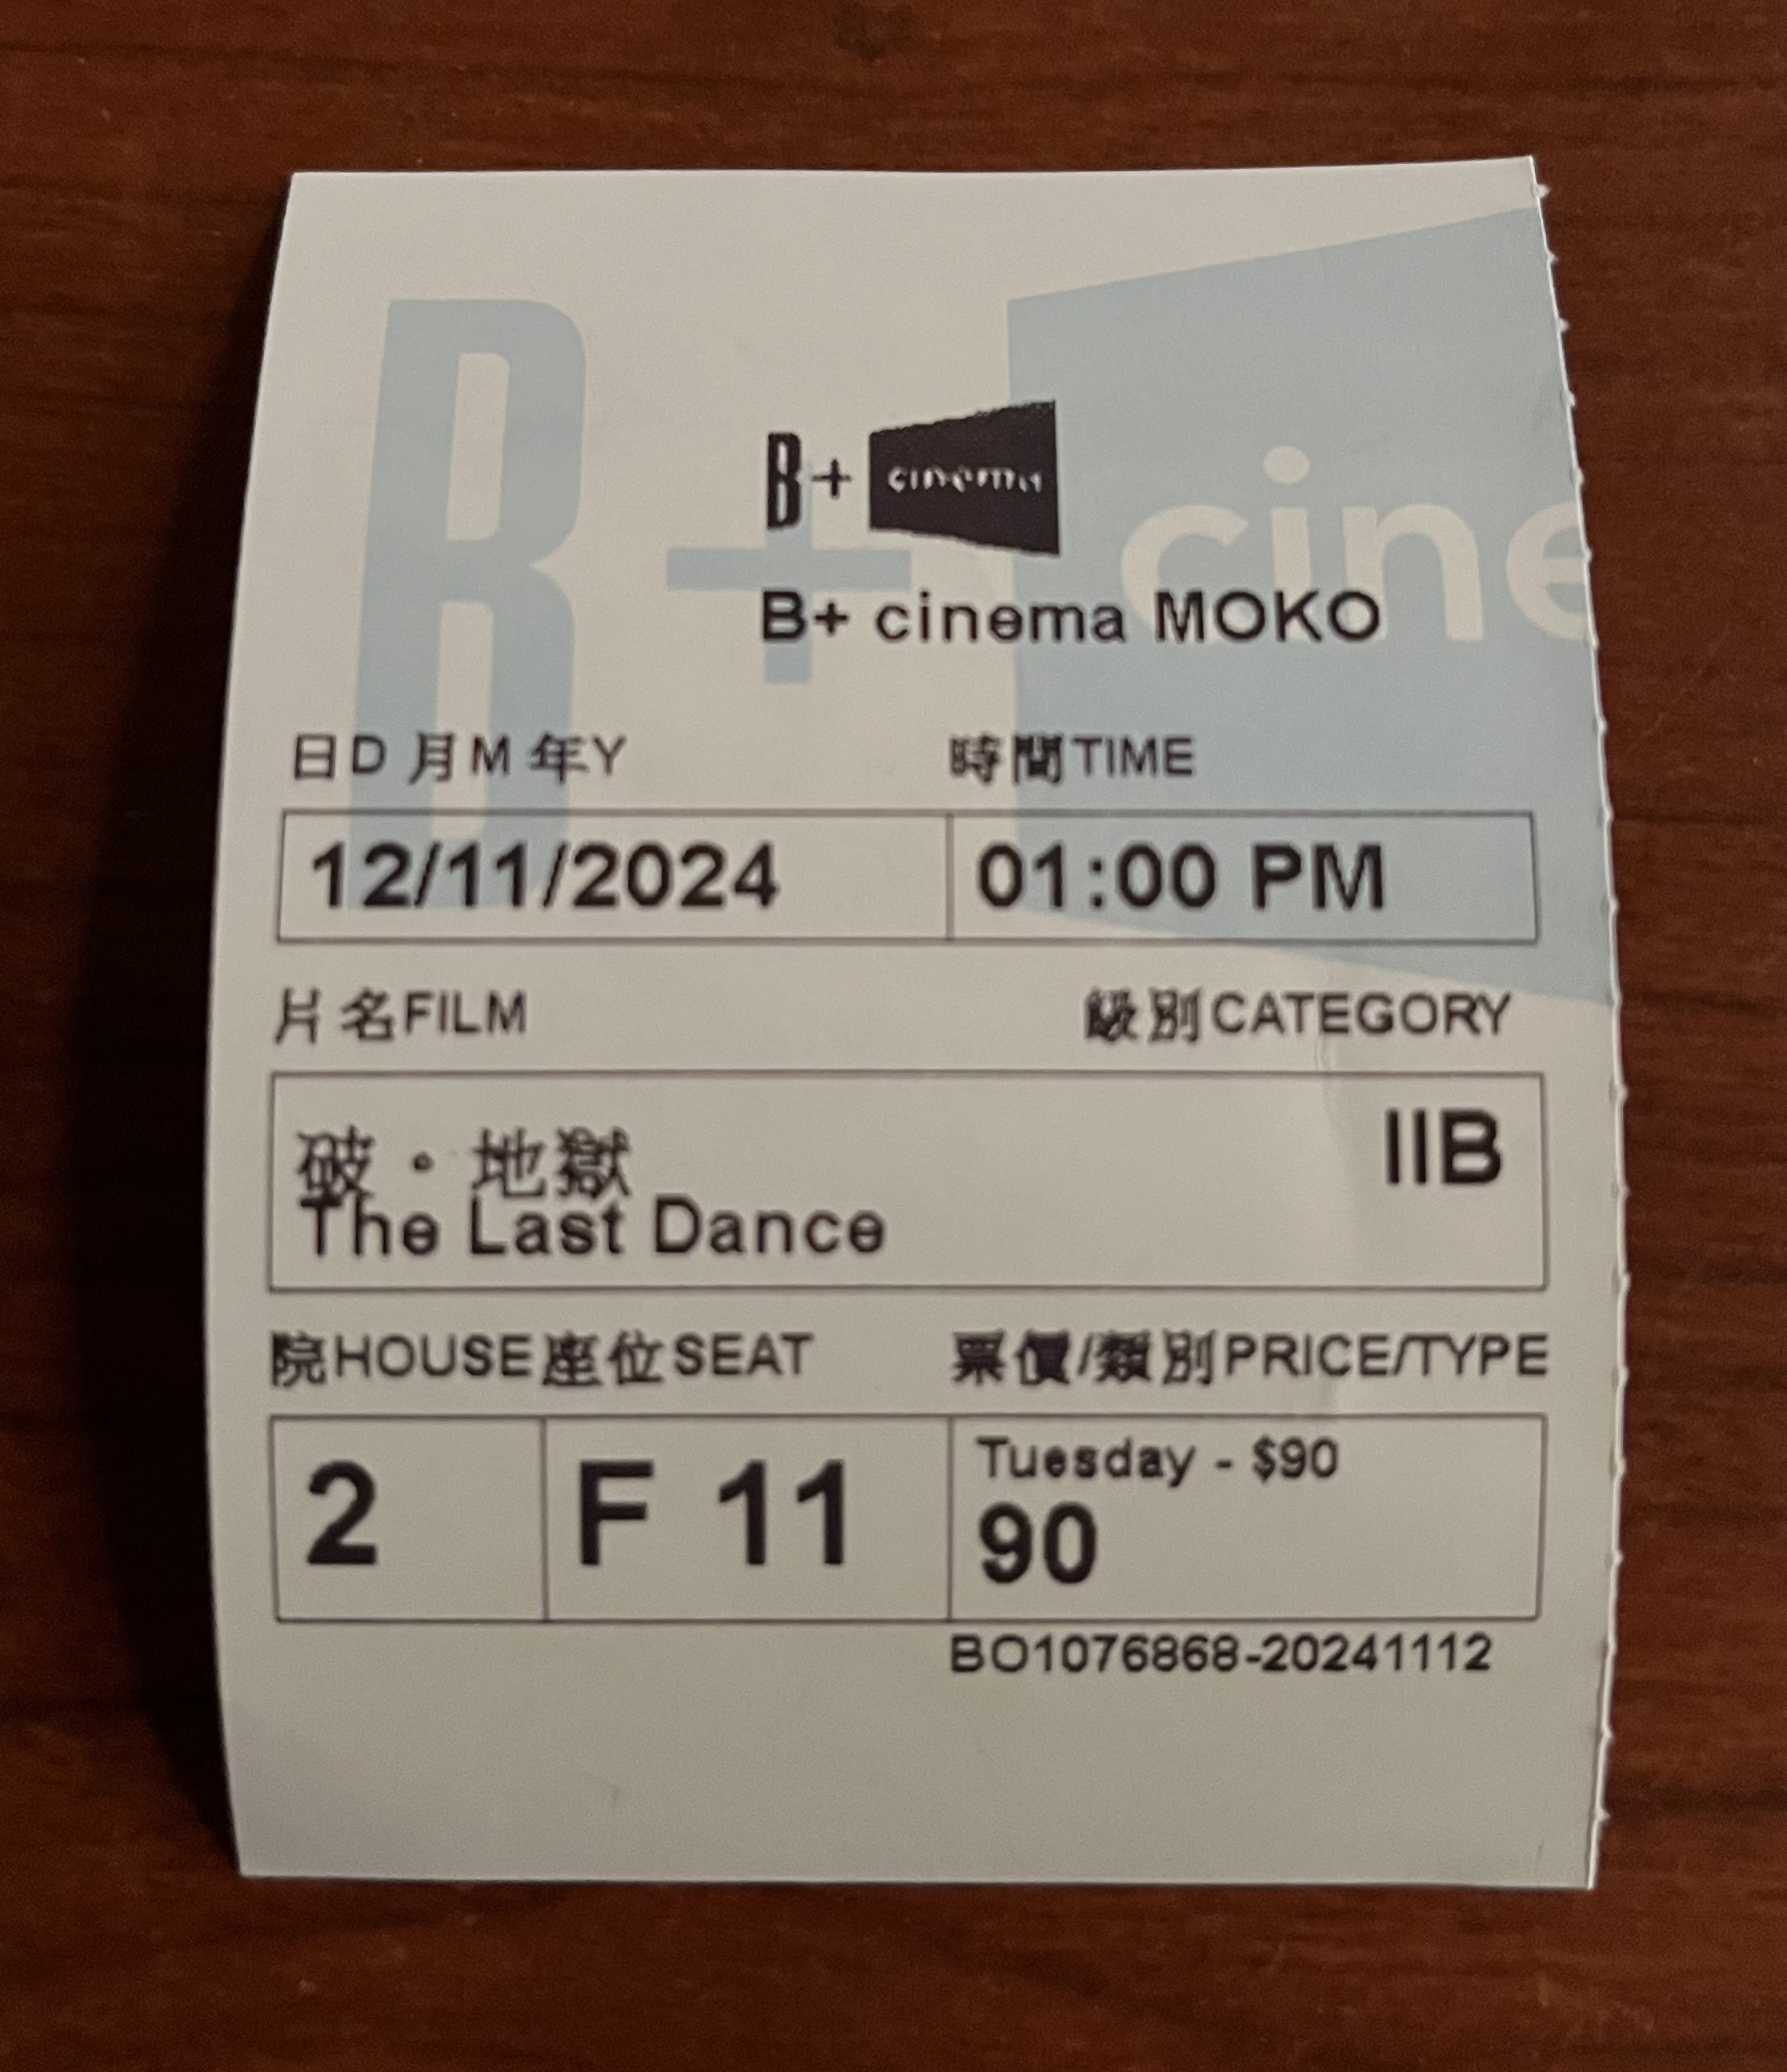 B+ cine
B+ cinema
B+ cinema MOKO
日D 月M 年Y 時間TIME
12/11/2024 01:00 PM
片名FILM 級別CATEGORY
破・地獄 IIB
The Last Dance
院HOUSE 座位SEAT 票價/類別PRICE/TYPE
Tuesday - $90
2 F 11 90
BO1076868-20241112